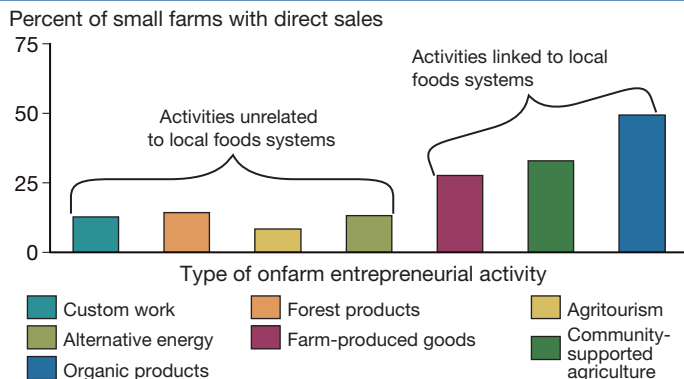 Percent of small farms with direct sales
75
Activities linked to local
foods systems
50
Activities unrelated
to local foods systems
25
0
Type of onfarm entrepreneurial activity
Custom work
Forest products
Agritourism
Alternative energy
Farm-produced goods
Community-
supported
agriculture
Organic products